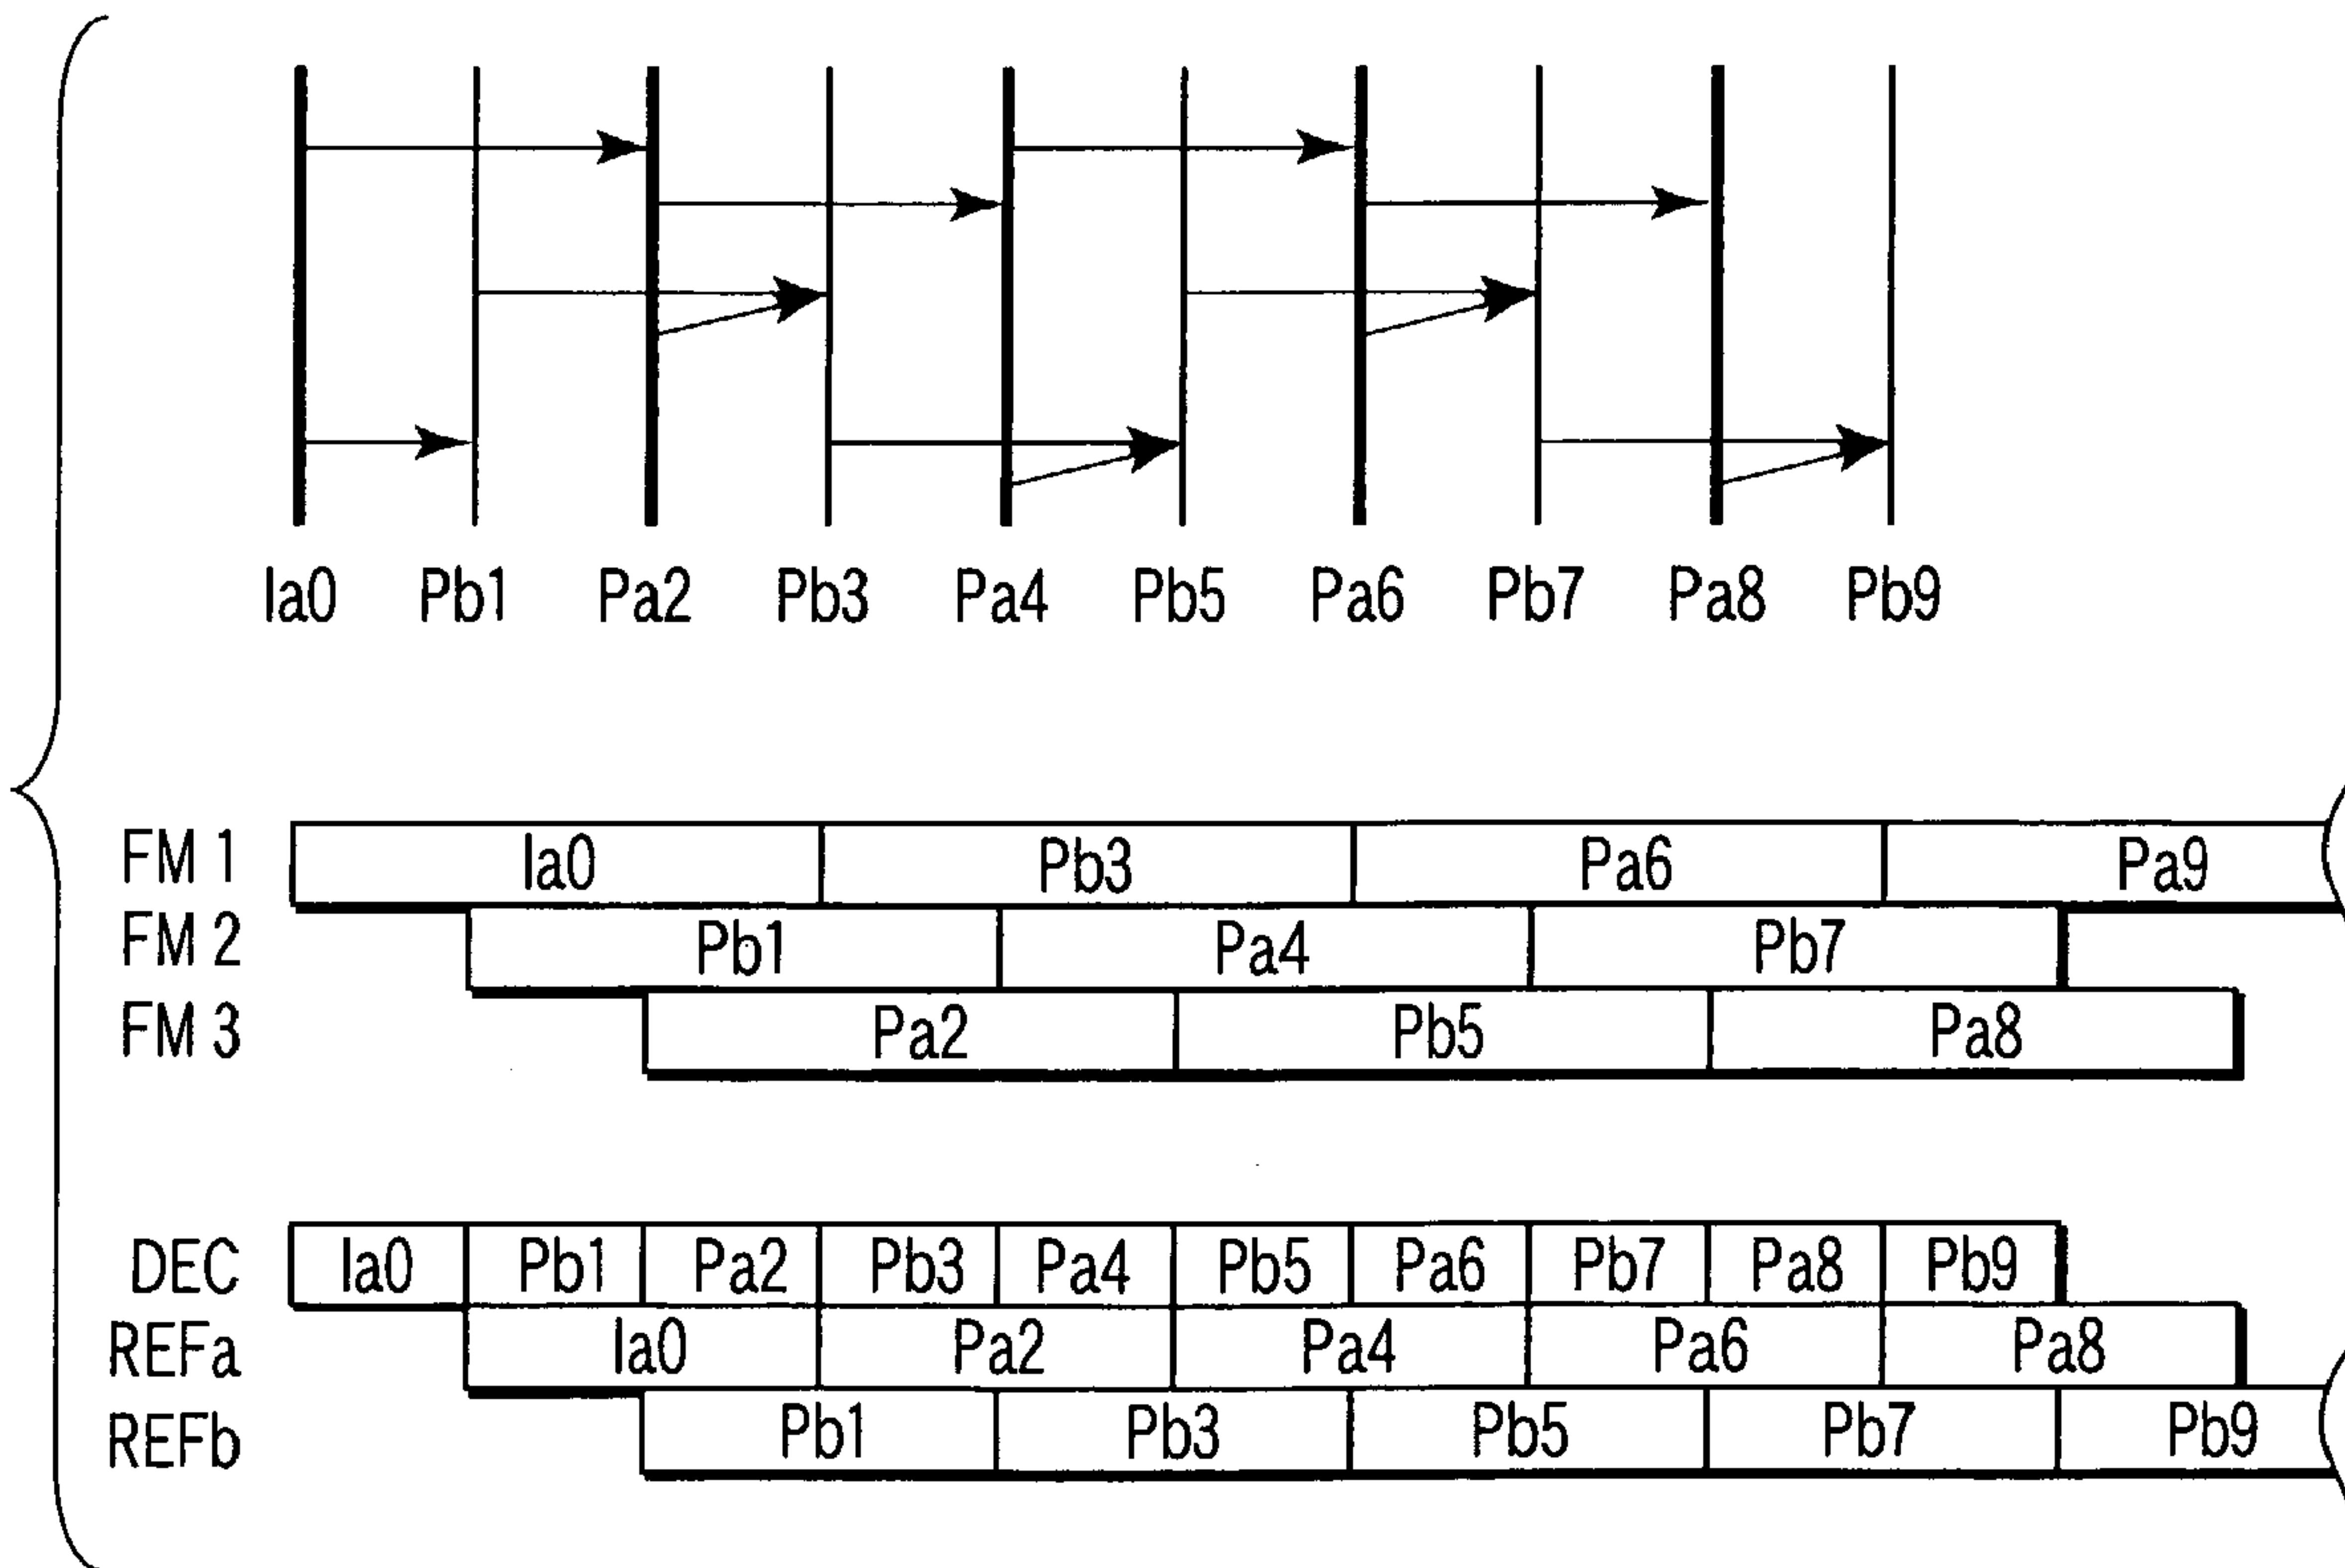 Ia0 Pb1 Pa2 Pb3 Pa4 Pb5 Pa6 Pb7 Pa8 Pb9
FM 1 Ia0 Pb3 Pa6 Pa9
FM 2 Pb1 Pa4 Pb7
FM 3 Pa2 Pb5 Pa8
DEC Ia0 Pb1 Pa2 Pb3 Pa4 Pb5 Pa6 Pb7 Pa8 Pb9
REFa Ia0 Pa2 Pa4 Pa6 Pa8
REFb Pb1 Pb3 Pb5 Pb7 Pb9